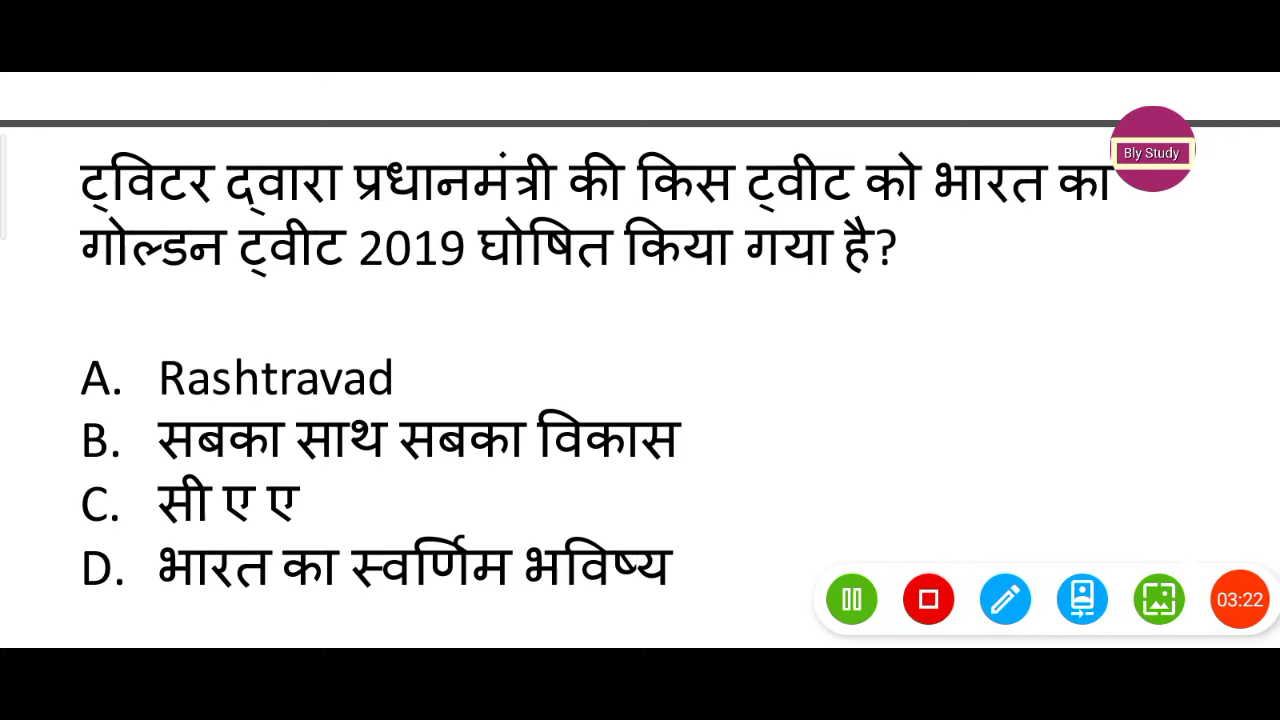 Bly Study
ट्विटर द्वारा प्रधानमंत्री की किस ट्वीट को भारत का
गोल्डन ट्वीट 2019 घोषित किया गया है?
A. Rashtravad
B. सबका साथ सबका विकास
C. सी ए ए
D. भारत का स्वर्णिम भविष्य
03:22